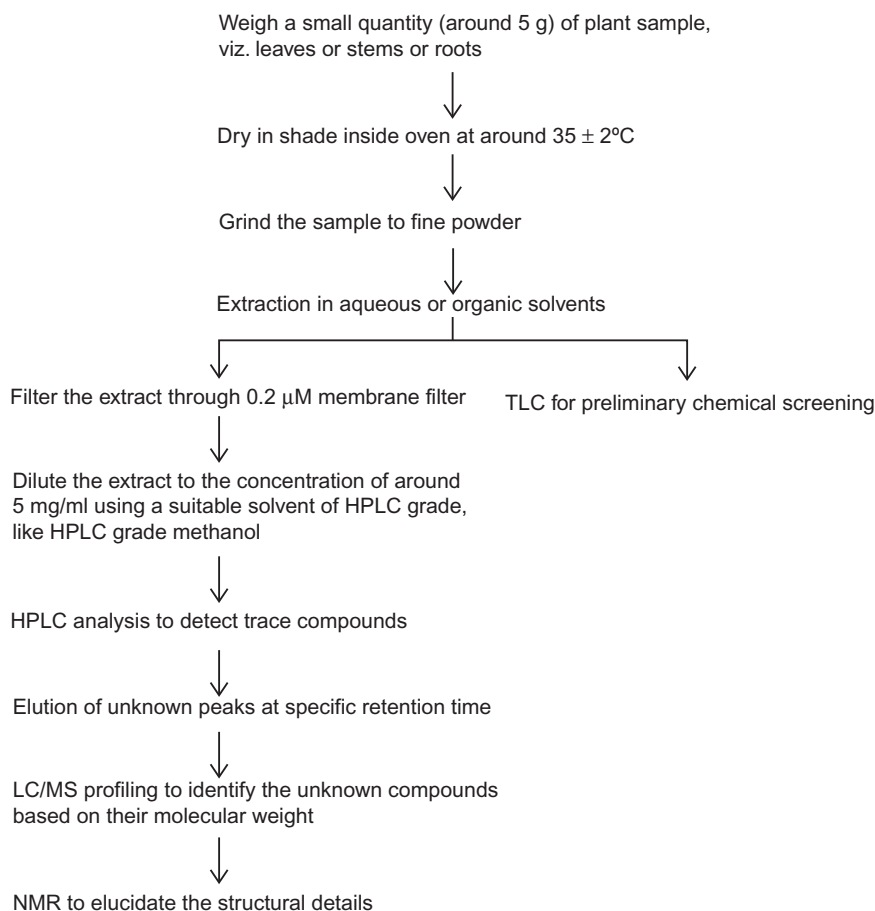 Weigh a small quantity (around 5 g) of plant sample,
viz. leaves or stems or roots
Dry in shade inside oven at around 35 ± 2ºC
Grind the sample to fine powder
Extraction in aqueous or organic solvents
Filter the extract through 0.2 μM membrane filter
TLC for preliminary chemical screening
Dilute the extract to the concentration of around
5 mg/ml using a suitable solvent of HPLC grade,
like HPLC grade methanol
HPLC analysis to detect trace compounds
Elution of unknown peaks at specific retention time
LC/MS profiling to identify the unknown compounds
based on their molecular weight
NMR to elucidate the structural details